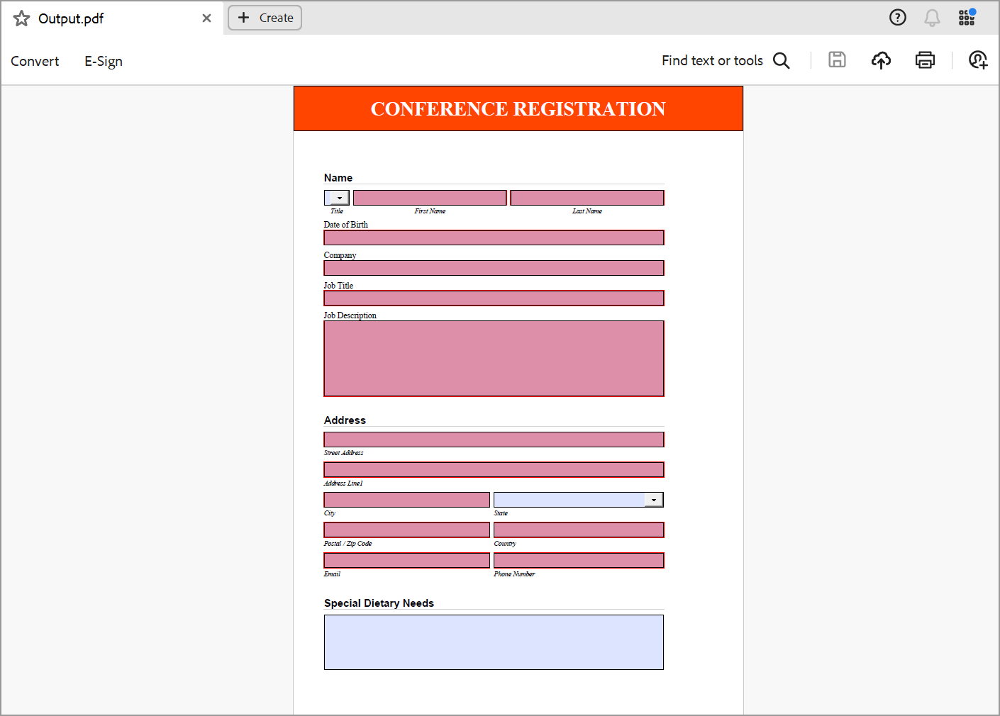 Output.pdf Create
Convert E-Sign Find text or tools
CONFERENCE REGISTRATION
Name
Title First Name Last Name
Date of Birth
Company
Job Title
Job Description
Address
Street Address
Address Line1
City State
Postal / Zip Code Country
Email Phone Number
Special Dietary Needs